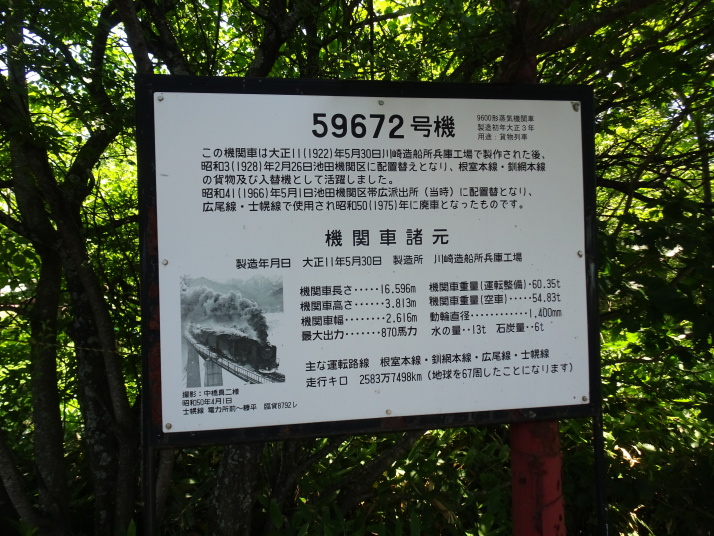 59672号機
9600形蒸気機関車
製造初年大正3年
用途:貨物列車
この機関車は大正11(1922)年5月30日川崎造船所兵庫工場で製作された後、
昭和3(1928)年2月26日池田機関区に配置替えとなり、根室本線・釧網本線
の貨物及び入替機として活躍しました。
昭和41(1966)年5月1日池田機関区帯広派出所(当時)に配置替となり、
広尾線・士幌線で使用され昭和50(1975)年に廃車となったものです。
機関車諸元
製造年月日 大正11年5月30日 製造所 川崎造船所兵庫工場
機関車長さ・・・・・16.596m 機関車重量(運転整備)・60.35t
機関車高さ・・・・・・3.813m 機関車重量(空車)・・・・・54.83t
機関車幅・・・・・・・・2.616m 動輪直径・・・・・・・・・・・1,400mm
最大出力・・・・・・・870馬力 水の量・・13t 石炭量・・6t
主な運転路線 根室本線・釧網本線・広尾線・士幌線
走行キロ 2583万7498km(地球を67周したことになります)
撮影:中橋眞二様
昭和50年4月1日
士幌線 電力所前〜糠平 臨貨8792レ